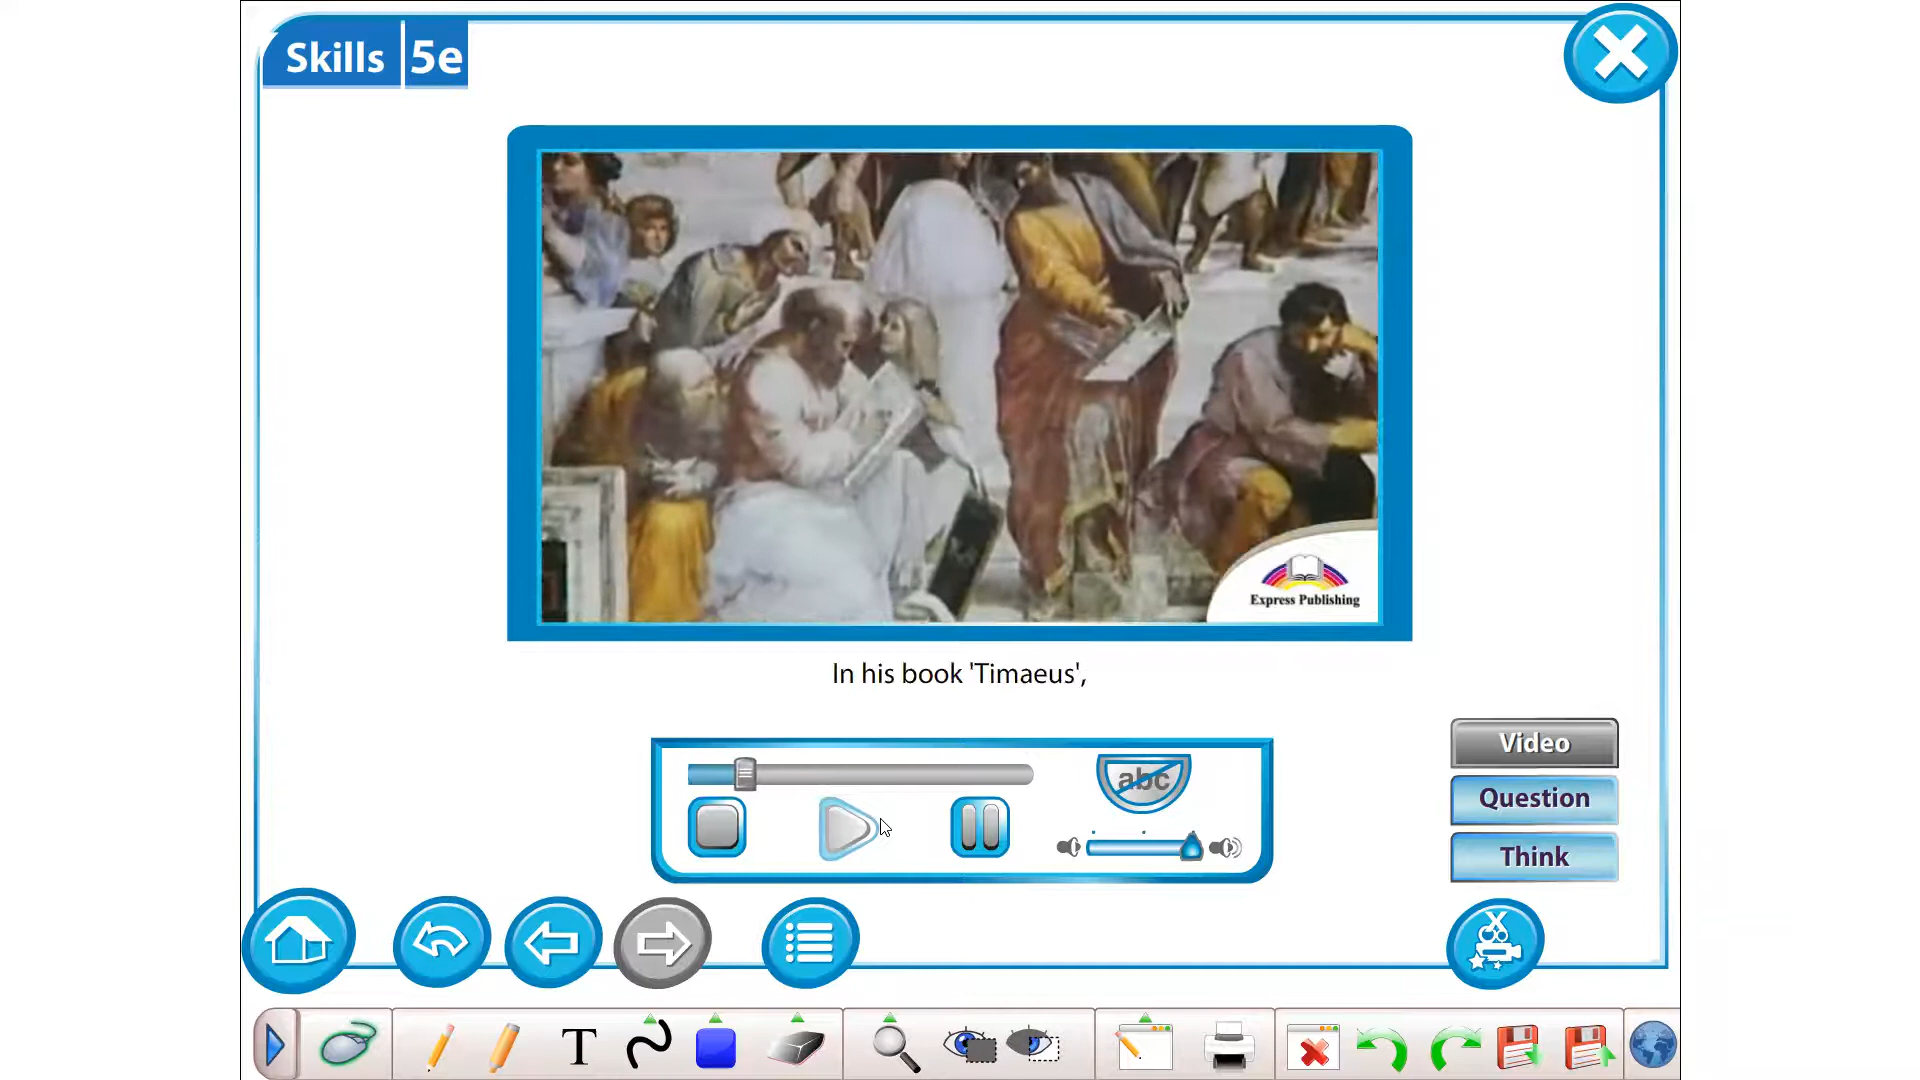 Skills 5e
Express Publishing
In his book 'Timaeus',
abc
Video
Question
Think
T